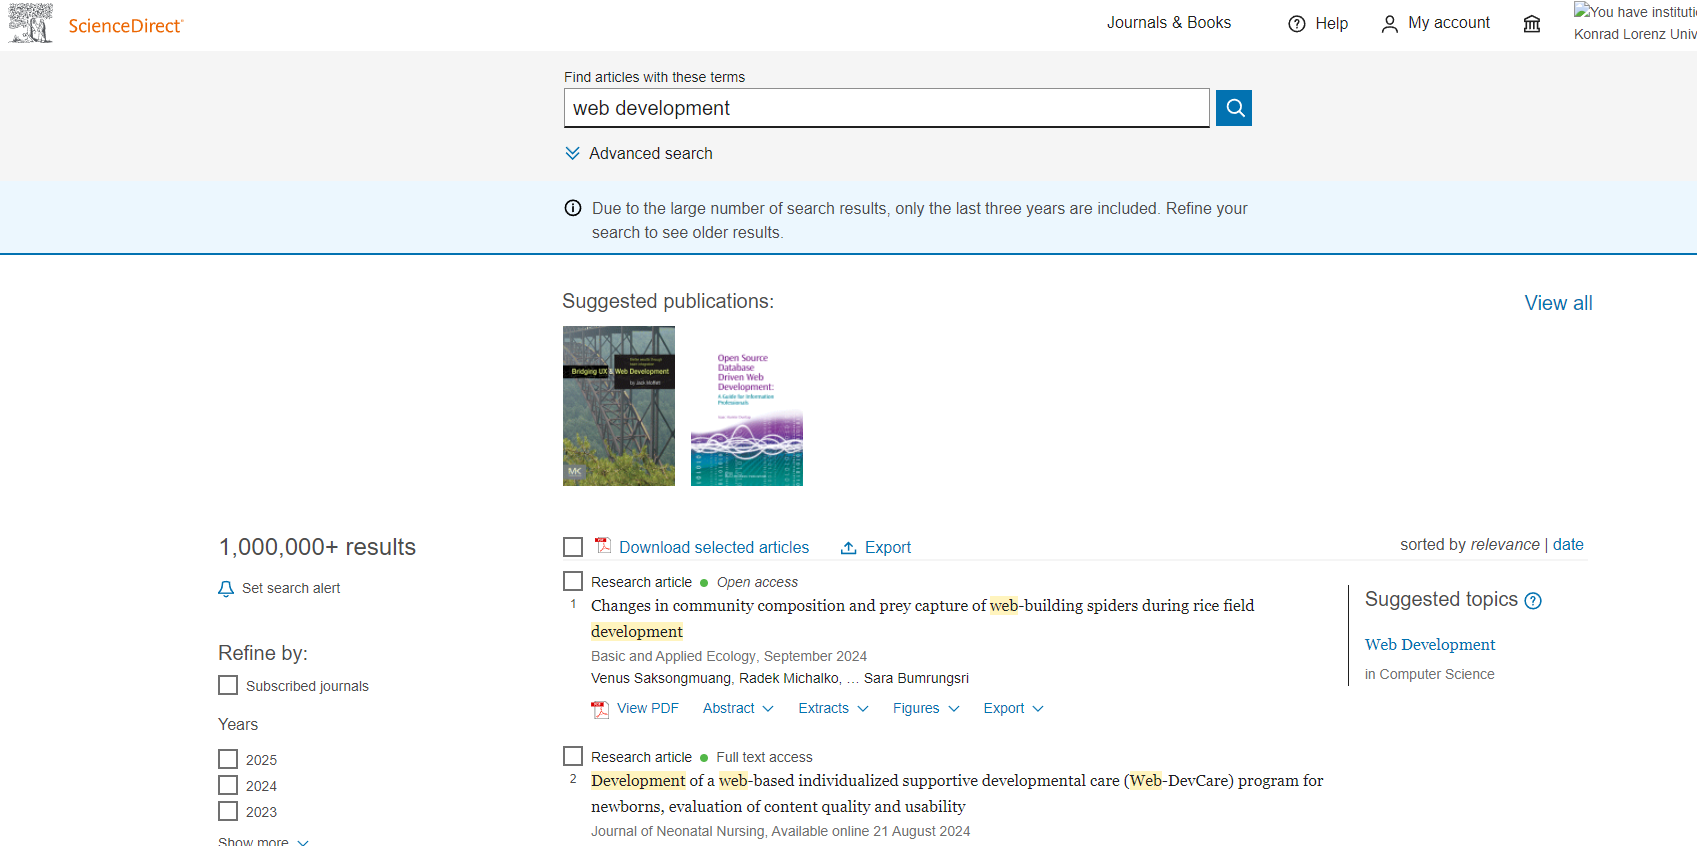 ScienceDirect
Journals & Books
Help
My account
You have instituti
Konrad Lorenz Univ
Find articles with these terms
web development
Advanced search
Due to the large number of search results, only the last three years are included. Refine your
search to see older results.
Suggested publications:
View all
Bridging UX & Web Development
by Jack Moffett
MK
Open Source
Database
Driven Web
Development:
A Guide for Information
Professionals
1,000,000+ results
Set search alert
Refine by:
Subscribed journals
Years
2025
2024
2023
Show more
Download selected articles
Export
sorted by relevance | date
Research article
Open access
1
Changes in community composition and prey capture of web-building spiders during rice field
development
Basic and Applied Ecology, September 2024
Venus Saksongmuang, Radek Michalko, … Sara Bumrungsri
View PDF
Abstract
Extracts
Figures
Export
Research article
Full text access
2
Development of a web-based individualized supportive developmental care (Web-DevCare) program for
newborns, evaluation of content quality and usability
Journal of Neonatal Nursing, Available online 21 August 2024
Suggested topics
Web Development
in Computer Science